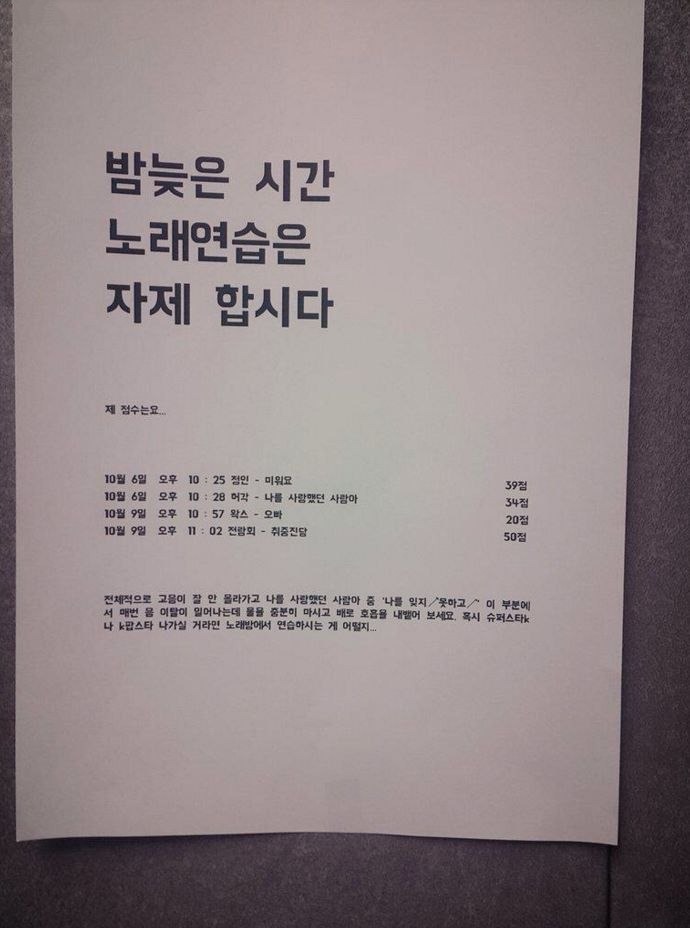 밤늦은 시간
노래연습은
자제 합시다
제 점수는요...
10월 6일 오후 10 : 25 정인 - 미워요 39점
10월 6일 오후 10 : 28 허각 - 나를 사랑했던 사람아 34점
10월 9일 오후 10 : 57 왁스 - 오빠 20점
10월 9일 오후 11 : 02 전람회 - 취중진담 50점
전체적으로 고음이 잘 안 올라가고 나를 사랑했던 사람아 중 '나를 잊지↗못하고↗' 이 부분에
서 매번 음 이탈이 일어나는데 물을 충분히 마시고 배로 호흡을 내뱉어 보세요. 혹시 슈퍼스타k
나 k팝스타 나가실 거라면 노래방에서 연습하시는 게 어떨지...